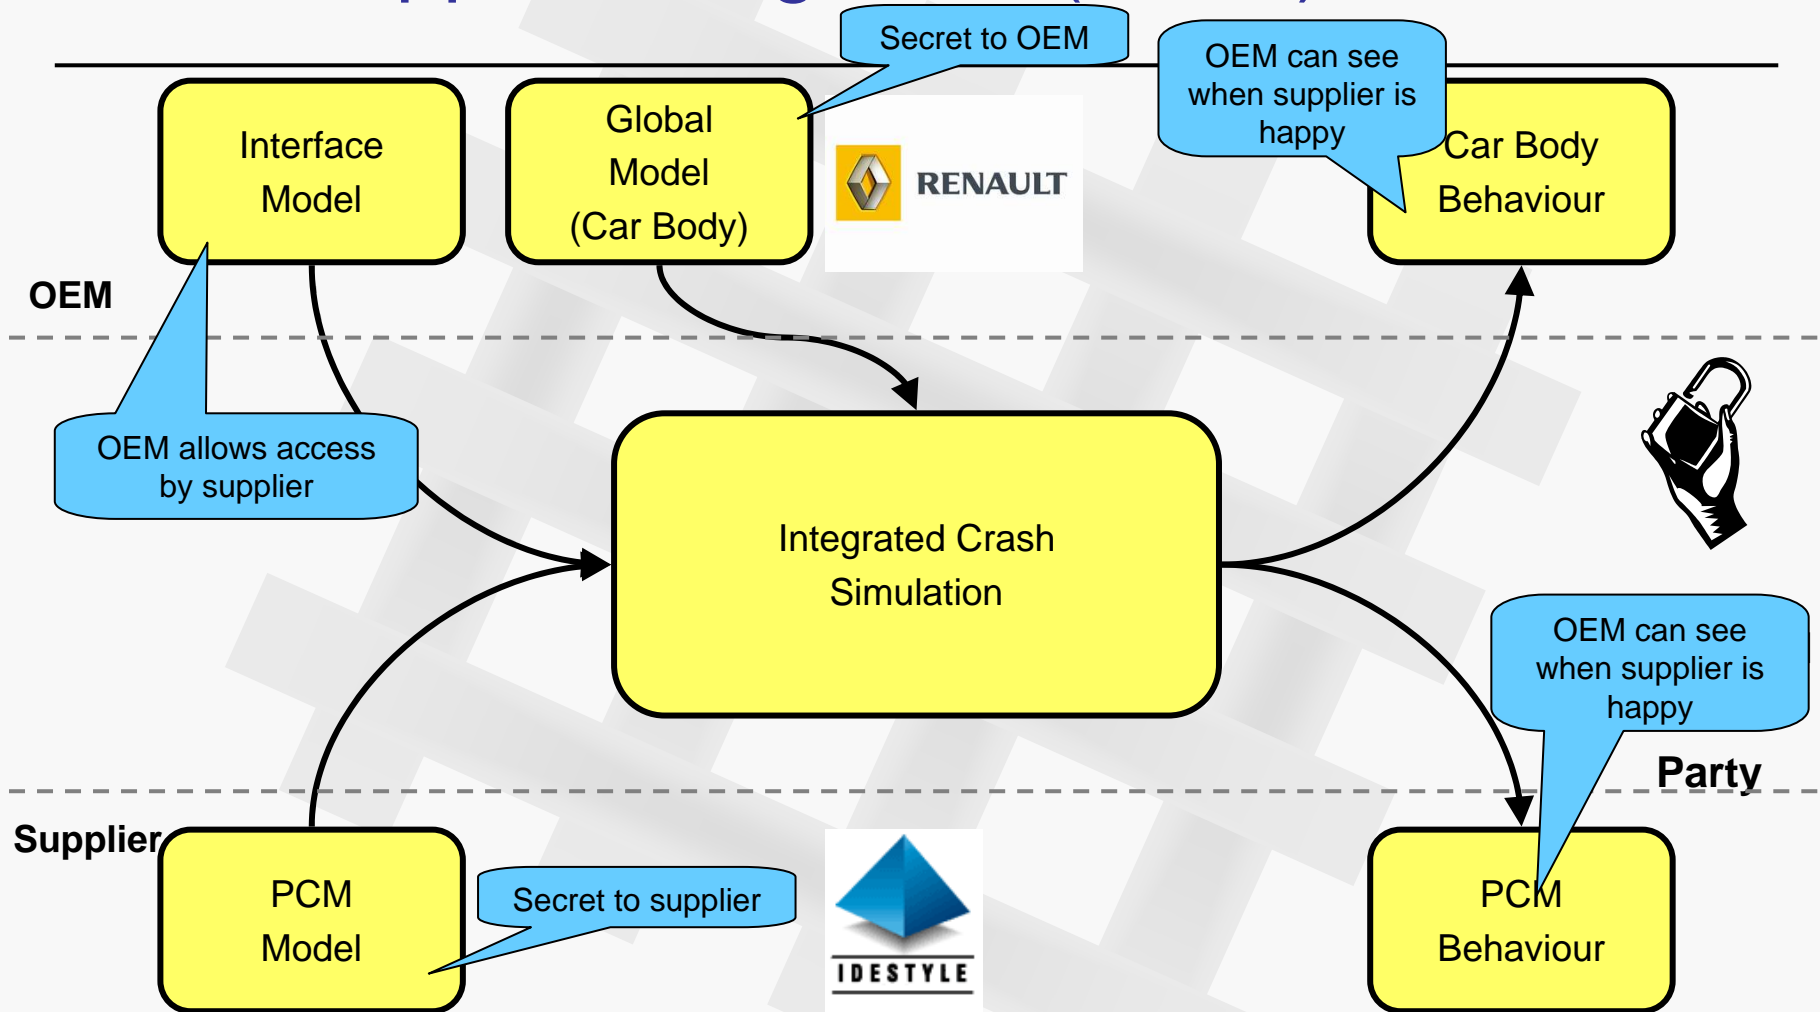 Secret to OEM
OEM can see
when supplier is
happy
Interface
Model
Global
Model
(Car Body)
RENAULT
Car Body
Behaviour
OEM
OEM allows access
by supplier
Integrated Crash
Simulation
OEM can see
when supplier is
happy
Party
Supplier
PCM
Model
Secret to supplier
IDESTYLE
PCM
Behaviour